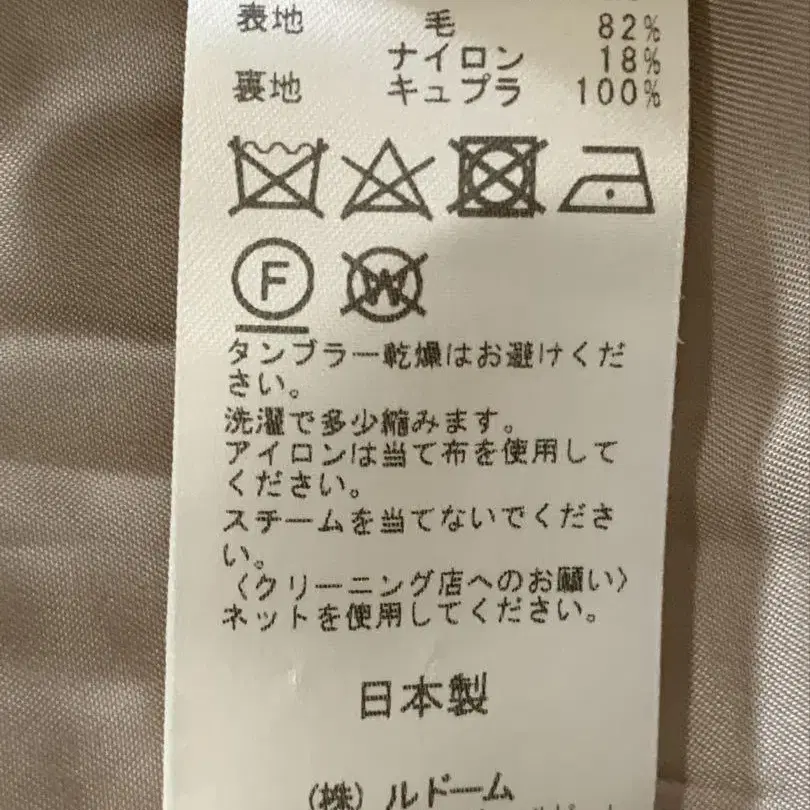 表地 毛 82%
ナイロン 18%
裏地 キュプラ 100%
F
W
タンブラー乾燥はお避けくだ
さい。
洗濯で多少縮みます。
アイロンは当て布を使用して
ください。
スチームを当てないでくださ
い。
〈クリーニング店へのお願い〉
ネットを使用してください。
日本製
(株)ルドーム